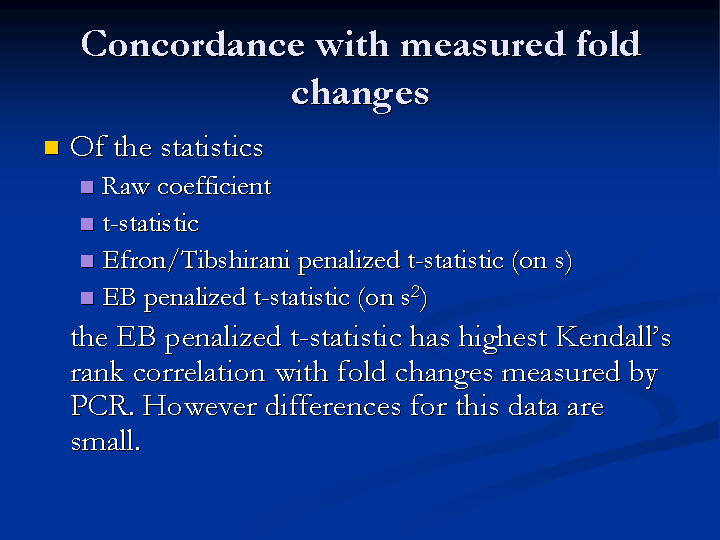 Concordance with measured fold
changes
Of the statistics
Raw coefficient
t-statistic
Efron/Tibshirani penalized t-statistic (on s)
EB penalized t-statistic (on s²)
the EB penalized t-statistic has highest Kendall’s
rank correlation with fold changes measured by
PCR. However differences for this data are
small.